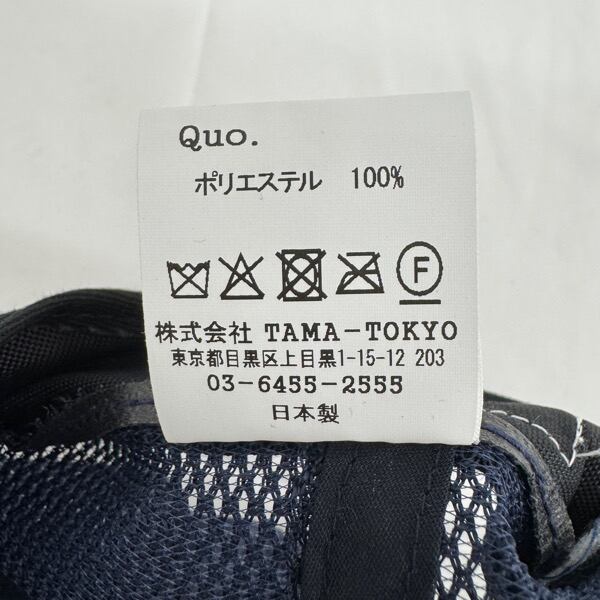 Quo.
ポリエステル 100%
F
株式会社 TAMA-TOKYO
東京都目黒区上目黒1-15-12 203
03-6455-2555
日本製